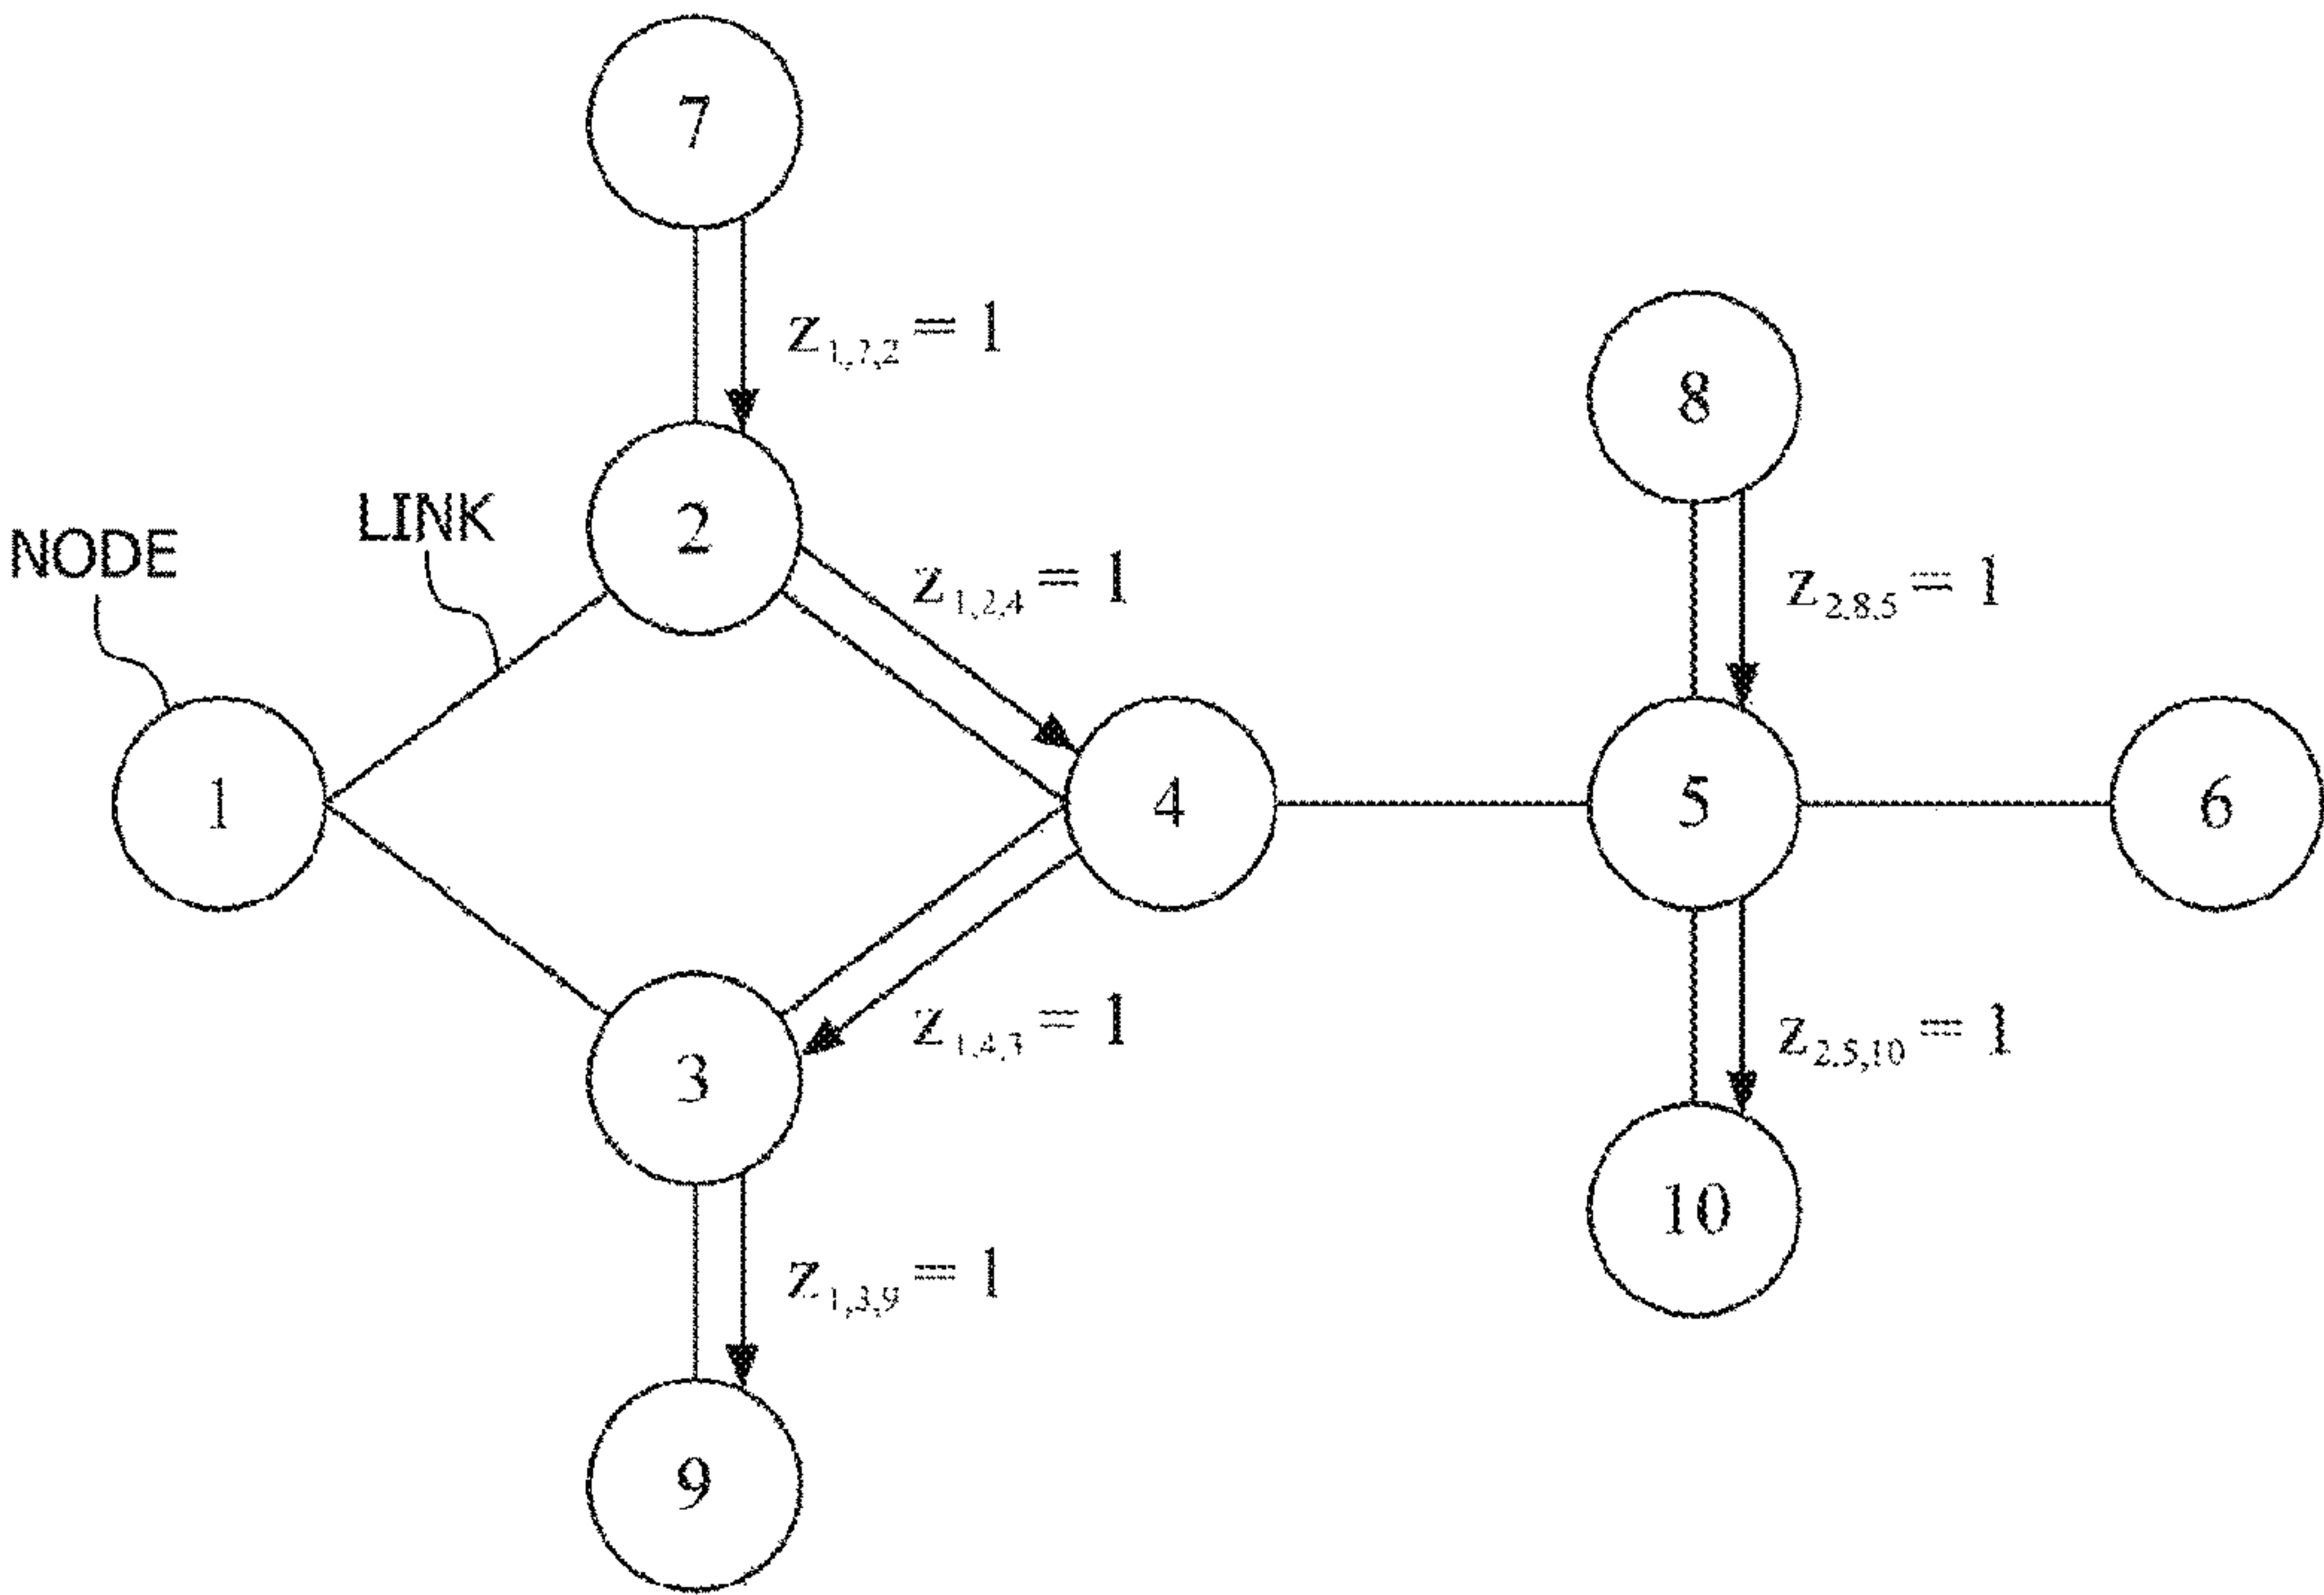 7
z1,7,2 = 1
8
LINK
2
NODE
z1,2,4 = 1
z2,8,5 = 1
1
4
5
6
z1,4,3 = 1
z2,5,10 = 1
3
10
z1,3,9 = 1
9